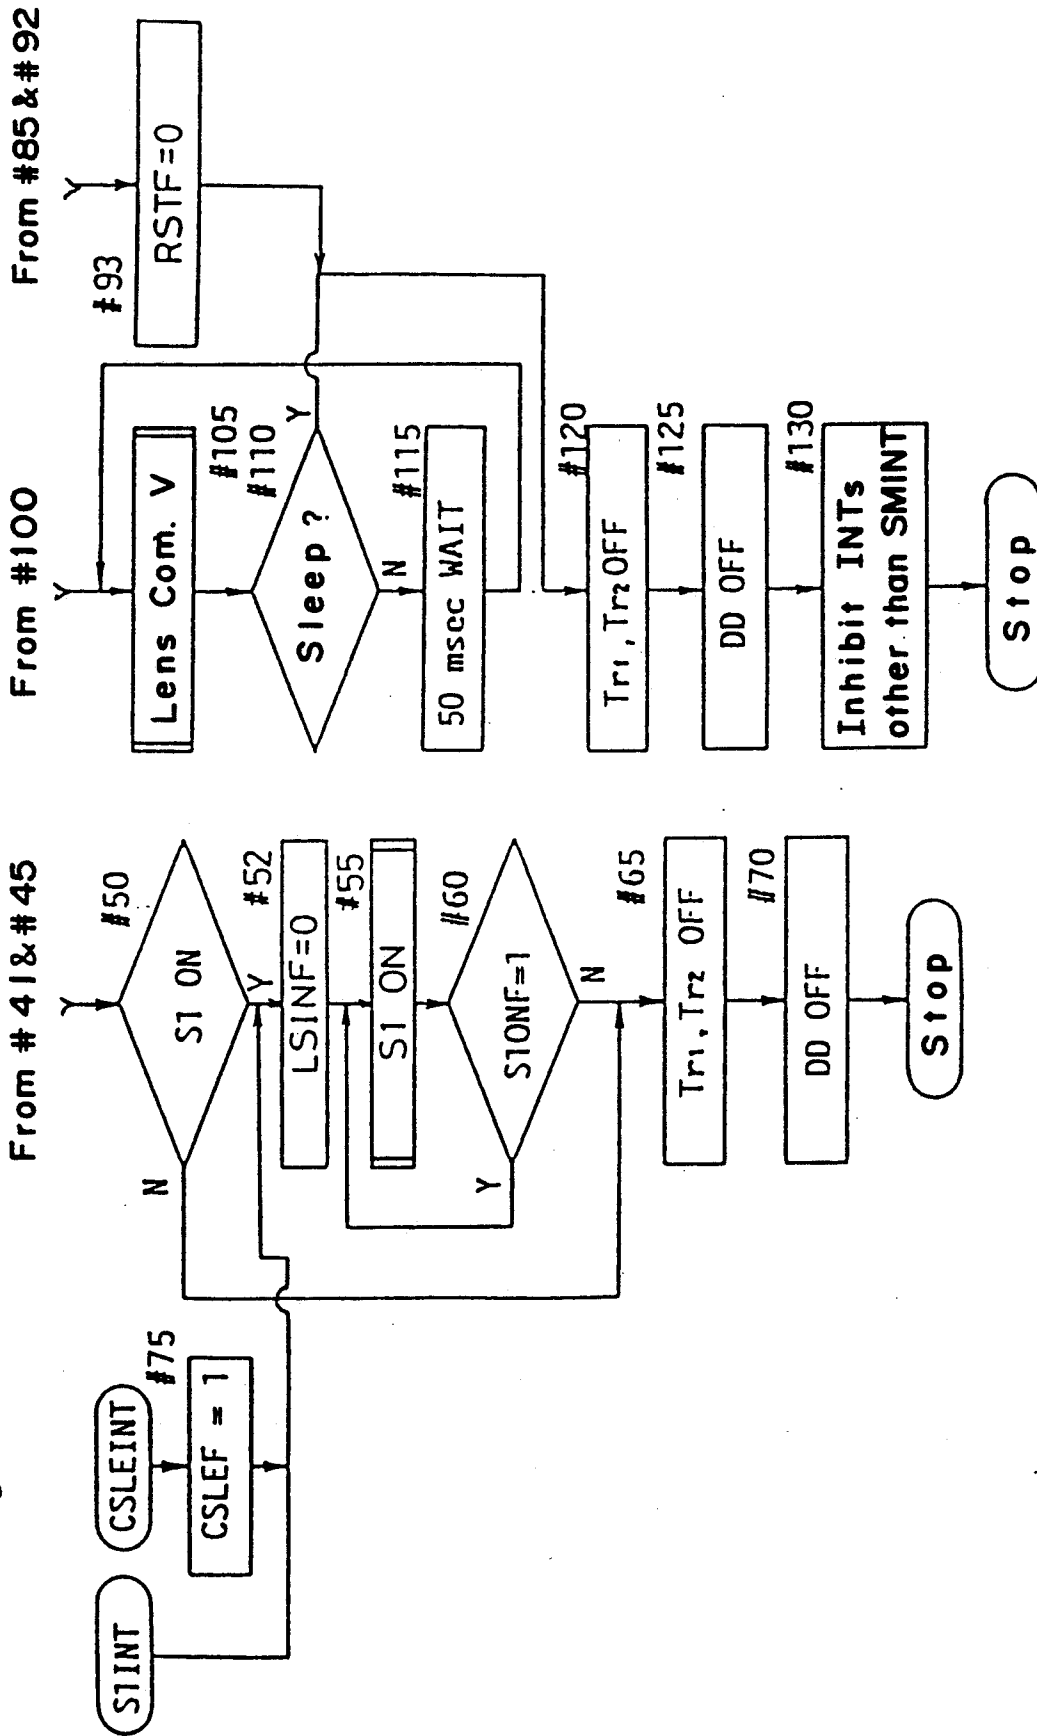 S1INT
CSLEINT
#75
CSLEF = 1
From #41&#45
#50
S1 ON
N
Y
#52
LSINF=0
#55
S1 ON
#60
S1ONF=1
Y
N
#65
Tr1, Tr2 OFF
#70
DD OFF
Stop
From #100
Lens Com. V
#105
#110
Sleep?
Y
N
#115
50 msec WAIT
From #85&#92
#93
RSTF=0
#120
Tr1, Tr2 OFF
#125
DD OFF
#130
Inhibit INTs
other than SMINT
Stop